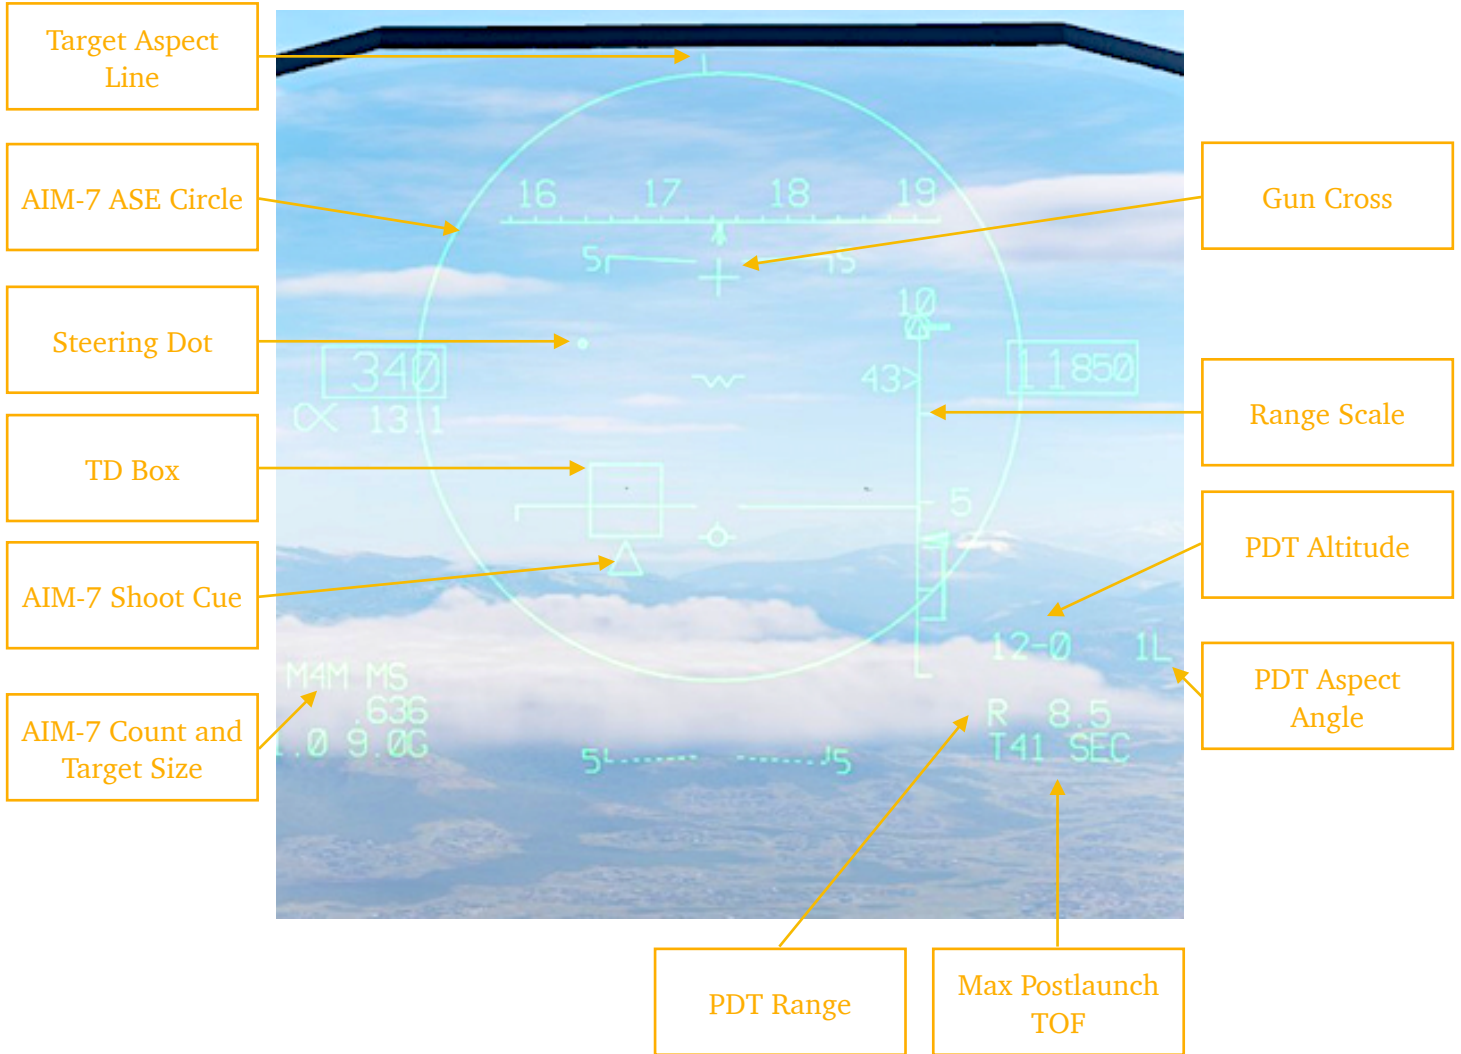 Target Aspect
Line
AIM-7 ASE Circle
Steering Dot
TD Box
AIM-7 Shoot Cue
AIM-7 Count and
Target Size
16 17 18 19
5 5
10
340
α 13.1
43>
11850
5
M4M MS
.636
1.0 9.0G
5 5
12-0 1L
R 8.5
T41 SEC
Gun Cross
Range Scale
PDT Altitude
PDT Aspect
Angle
PDT Range
Max Postlaunch
TOF